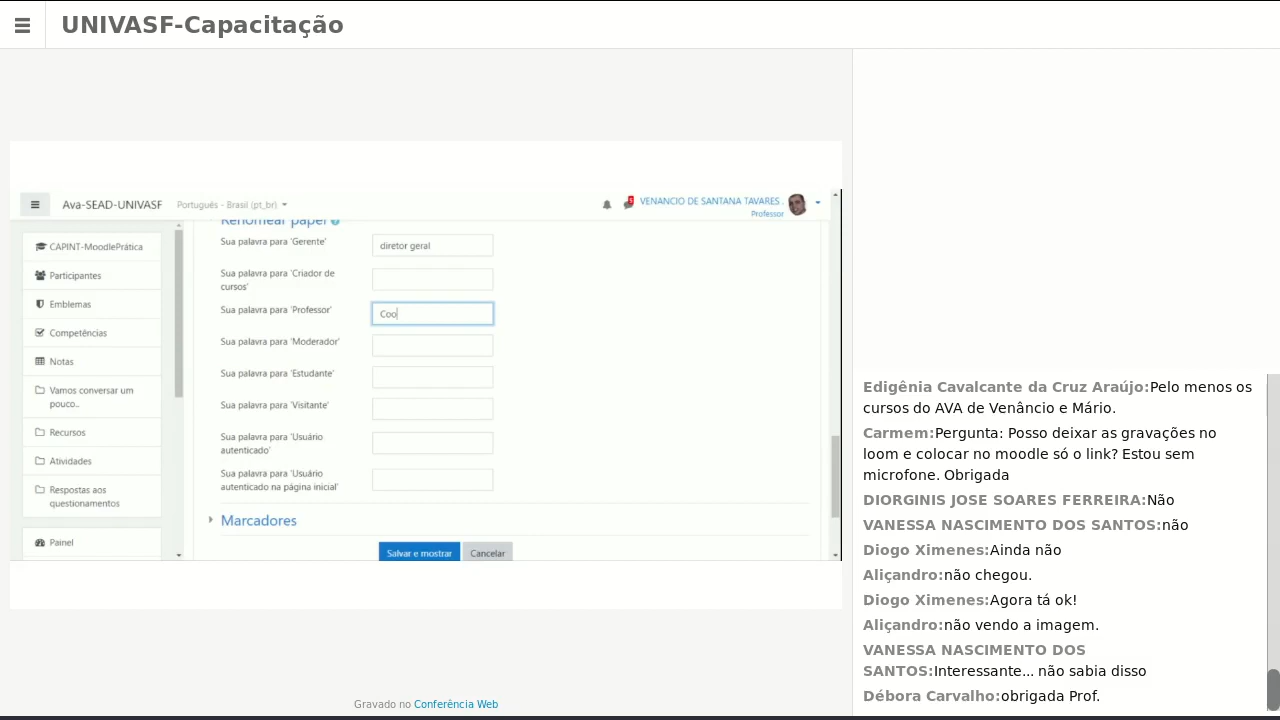 UNIVASF-Capacitação
Ava-SEAD-UNIVASF
Português - Brasil (pt_br)
VENANCIO DE SANTANA TAVARES .
Professor
CAPINT-MoodlePrática
Participantes
Emblemas
Competências
Notas
Vamos conversar um
pouco..
Recursos
Atividades
Respostas aos
questionamentos
Painel
Renomear papel
Sua palavra para 'Gerente'
diretor geral
Sua palavra para 'Criador de
cursos'
Sua palavra para 'Professor'
Coo
Sua palavra para 'Moderador'
Sua palavra para 'Estudante'
Sua palavra para 'Visitante'
Sua palavra para 'Usuário
autenticado'
Sua palavra para 'Usuário
autenticado na página inicial'
Marcadores
Salvar e mostrar
Cancelar
Gravado no Conferência Web
Edigênia Cavalcante da Cruz Araújo:Pelo menos os
cursos do AVA de Venâncio e Mário.
Carmem:Pergunta: Posso deixar as gravações no
loom e colocar no moodle só o link? Estou sem
microfone. Obrigada
DIORGINIS JOSE SOARES FERREIRA:Não
VANESSA NASCIMENTO DOS SANTOS:não
Diogo Ximenes:Ainda não
Aliçandro:não chegou.
Diogo Ximenes:Agora tá ok!
Aliçandro:não vendo a imagem.
VANESSA NASCIMENTO DOS
SANTOS:Interessante... não sabia disso
Débora Carvalho:obrigada Prof.